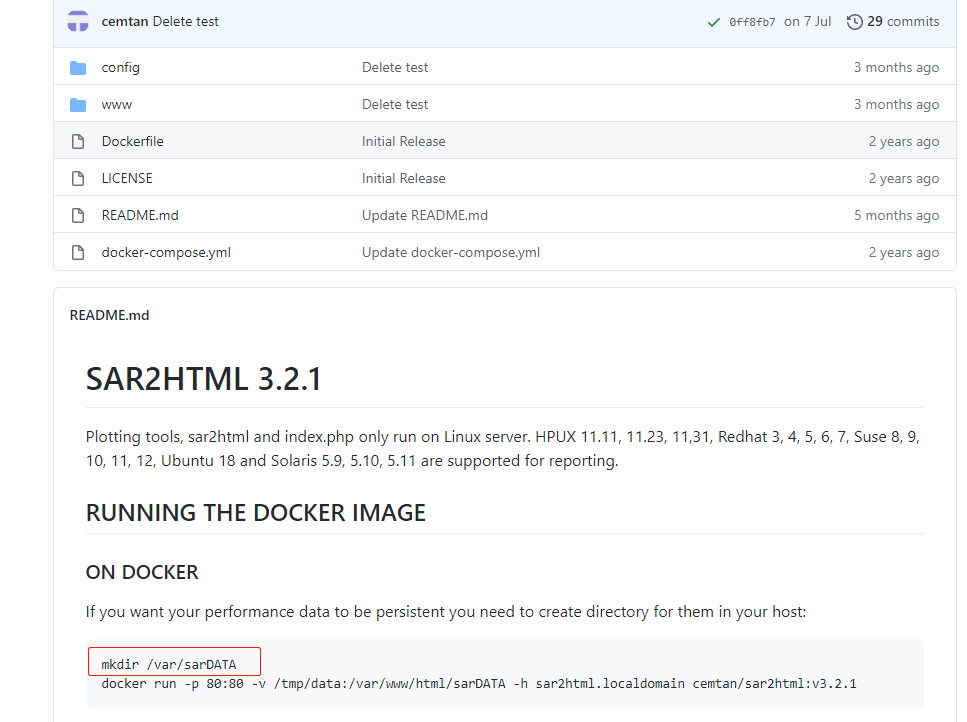 cemtan Delete test 0ff8fb7 on 7 Jul 29 commits
config Delete test 3 months ago
www Delete test 3 months ago
Dockerfile Initial Release 2 years ago
LICENSE Initial Release 2 years ago
README.md Update README.md 5 months ago
docker-compose.yml Update docker-compose.yml 2 years ago
README.md
SAR2HTML 3.2.1
Plotting tools, sar2html and index.php only run on Linux server. HPUX 11.11, 11.23, 11,31, Redhat 3, 4, 5, 6, 7, Suse 8, 9,
10, 11, 12, Ubuntu 18 and Solaris 5.9, 5.10, 5.11 are supported for reporting.
RUNNING THE DOCKER IMAGE
ON DOCKER
If you want your performance data to be persistent you need to create directory for them in your host:
mkdir /var/sarDATA
docker run -p 80:80 -v /tmp/data:/var/www/html/sarDATA -h sar2html.localdomain cemtan/sar2html:v3.2.1